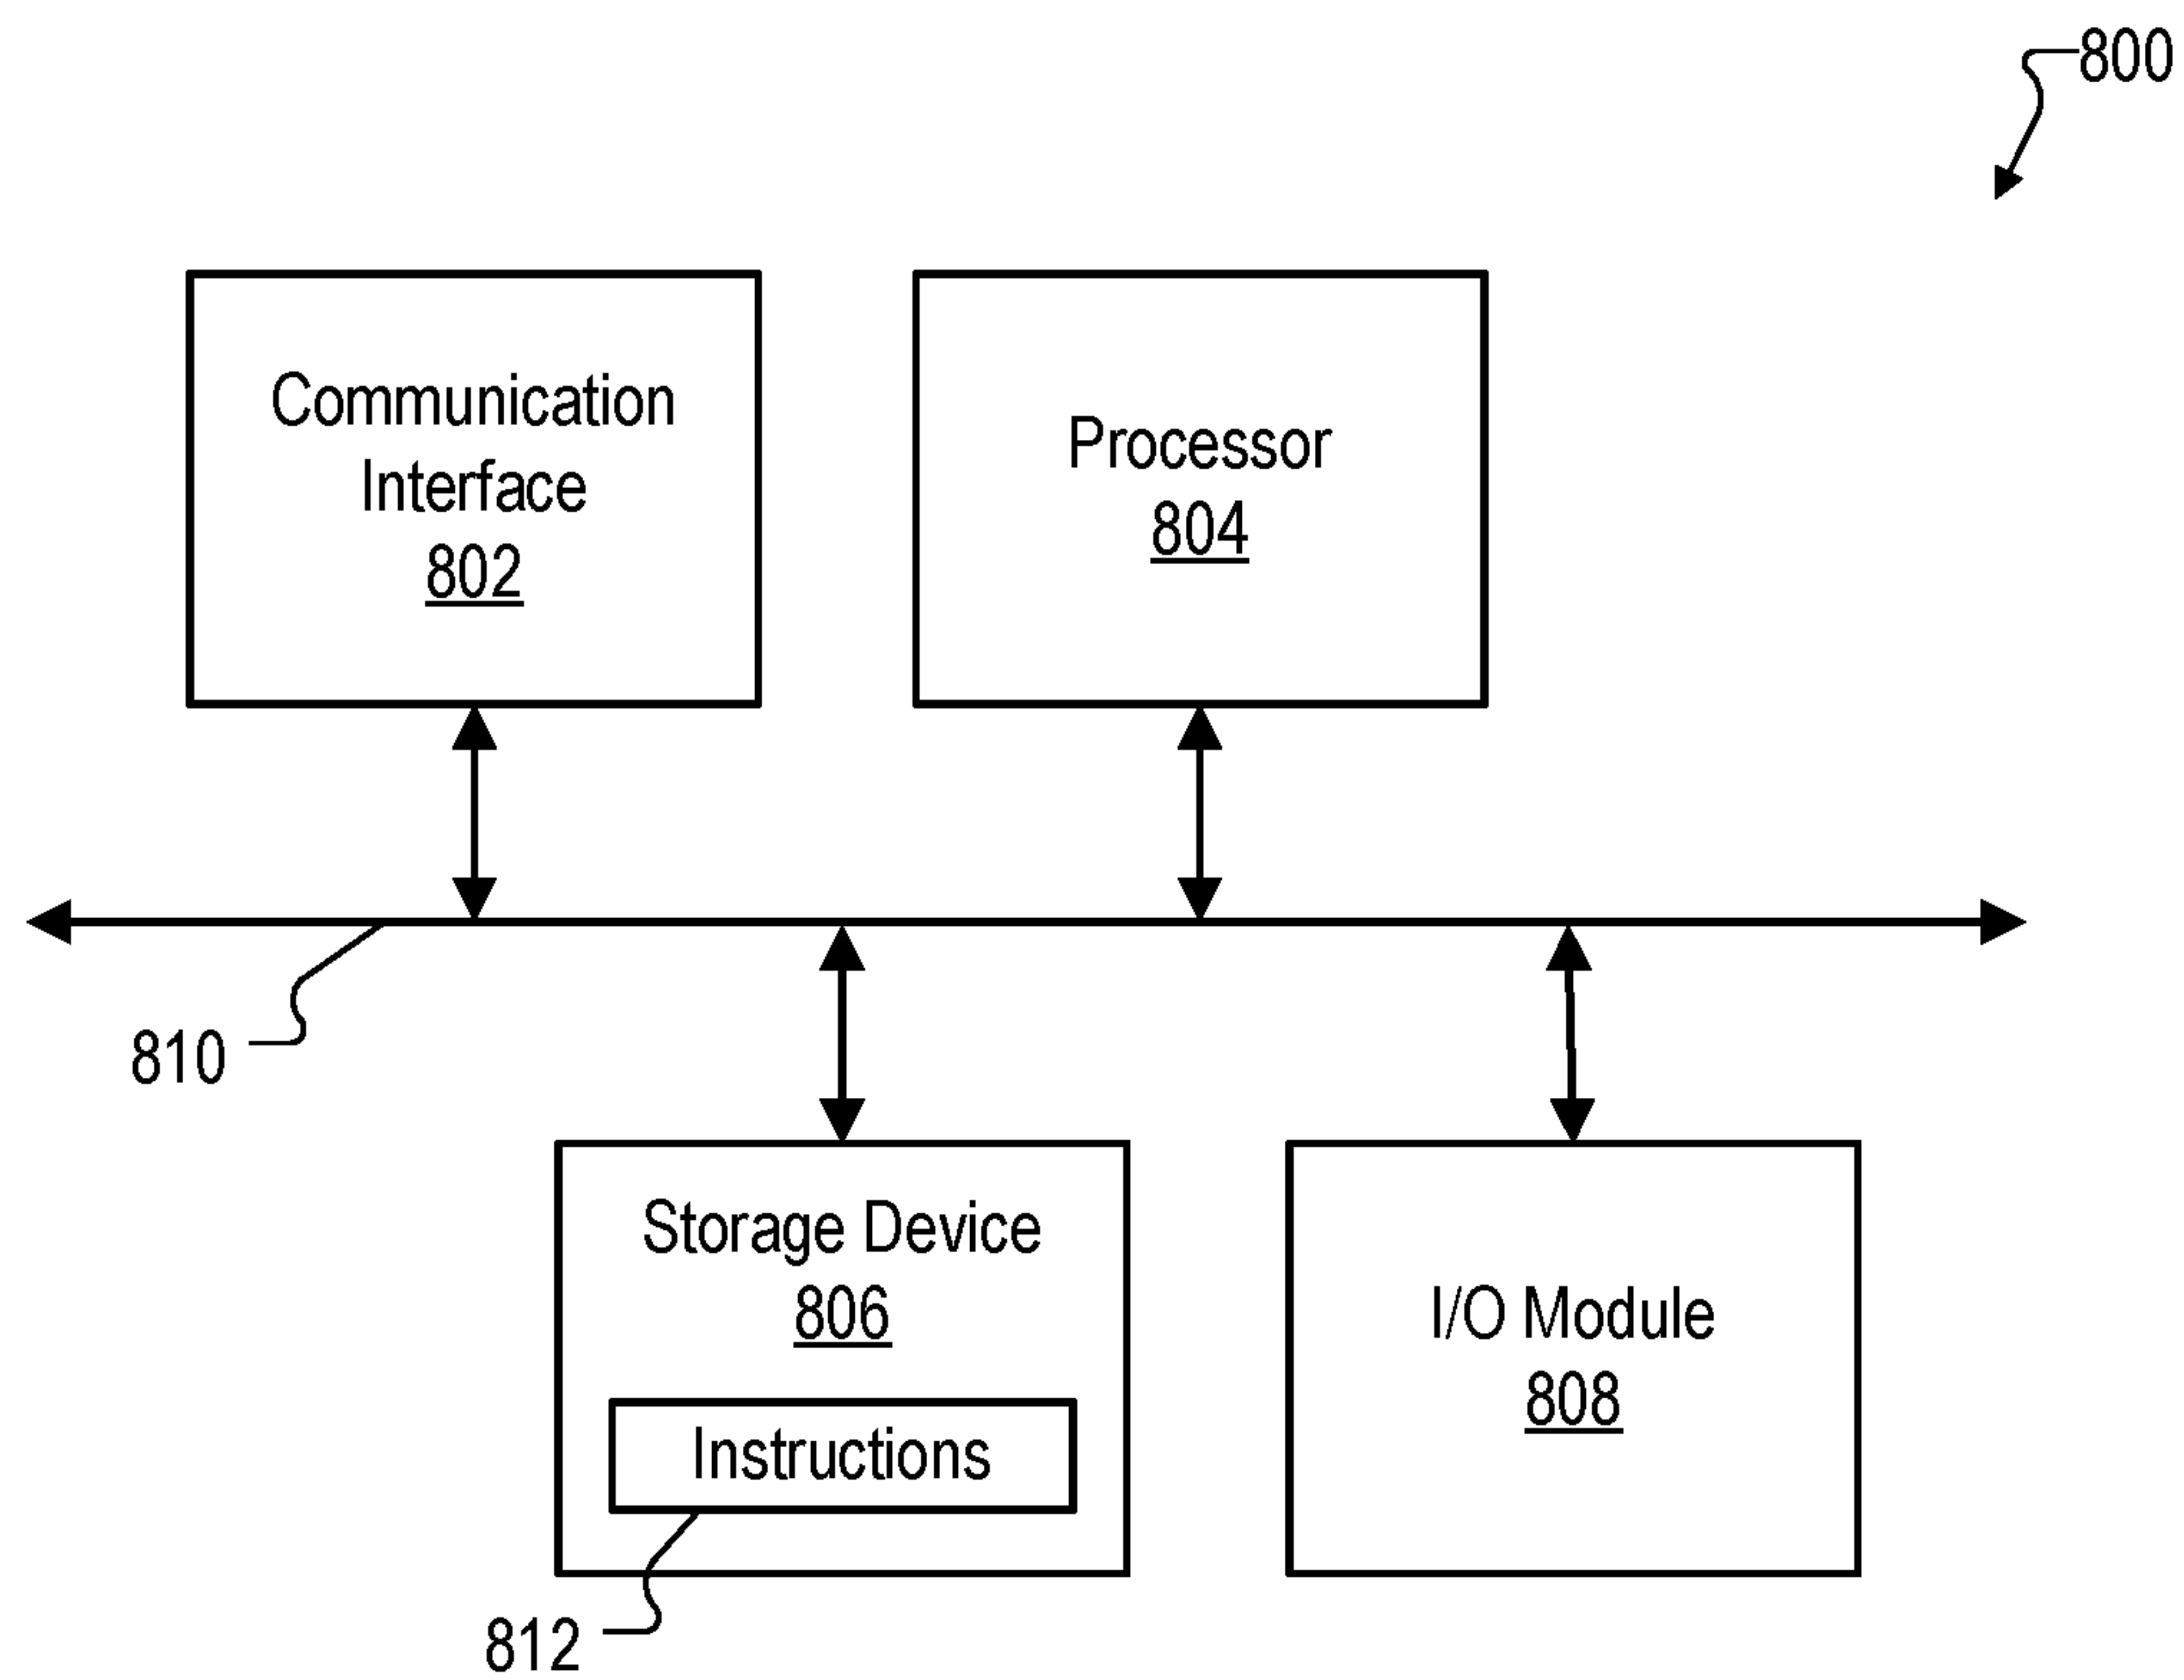 800
Communication
Interface
802
Processor
804
810
Storage Device
806
Instructions
812
I/O Module
808